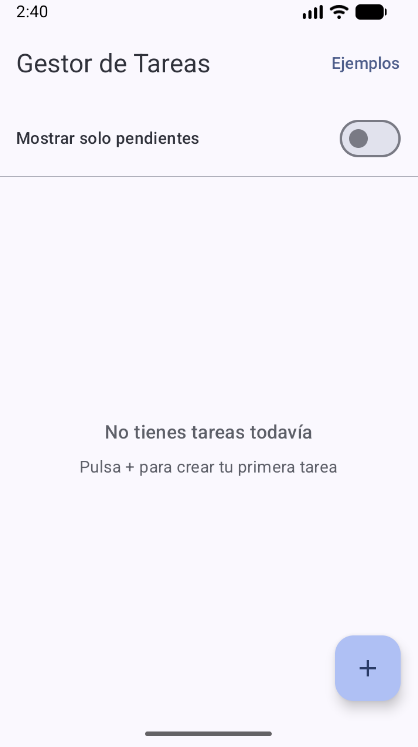 2:40
Gestor de Tareas
Ejemplos
Mostrar solo pendientes
No tienes tareas todavía
Pulsa + para crear tu primera tarea
+